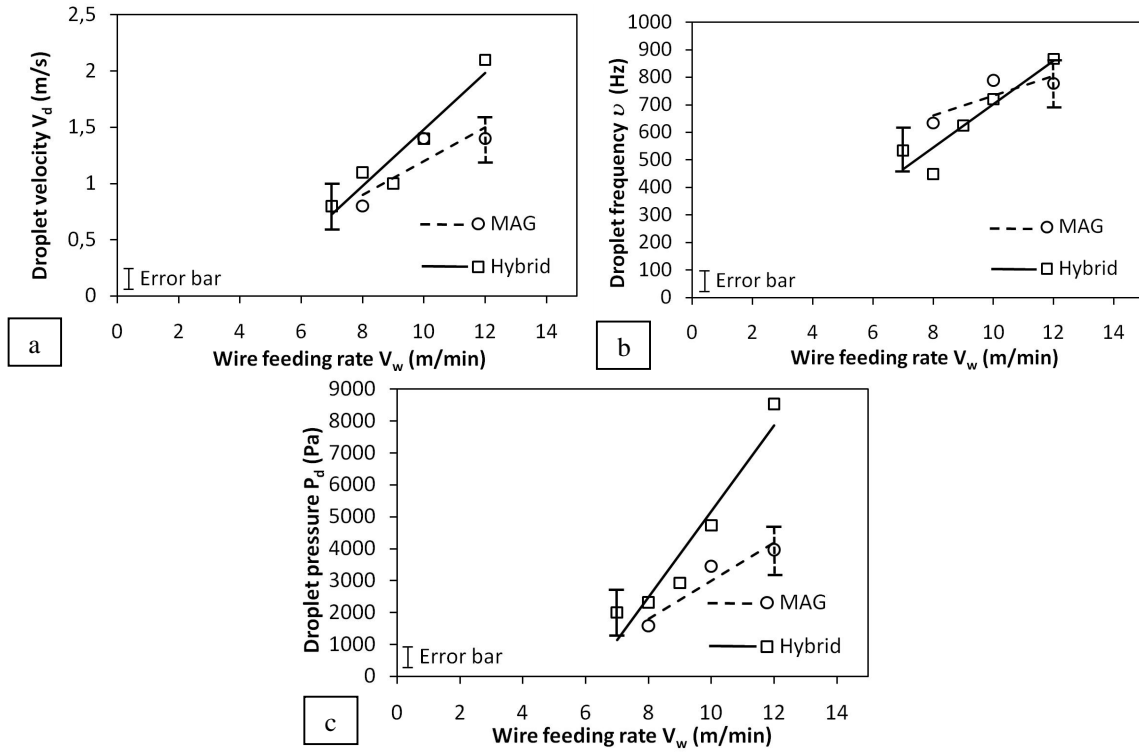 Droplet velocity V_d (m/s)
2,5
2
1,5
1
0,5
0
MAG
Hybrid
Error bar
0 2 4 6 8 10 12 14
Wire feeding rate V_w (m/min)
a
Droplet frequency υ (Hz)
1000
900
800
700
600
500
400
300
200
100
0
MAG
Hybrid
Error bar
0 2 4 6 8 10 12 14
Wire feeding rate V_w (m/min)
b
Droplet pressure P_d (Pa)
9000
8000
7000
6000
5000
4000
3000
2000
1000
0
MAG
Hybrid
Error bar
0 2 4 6 8 10 12 14
Wire feeding rate V_w (m/min)
c